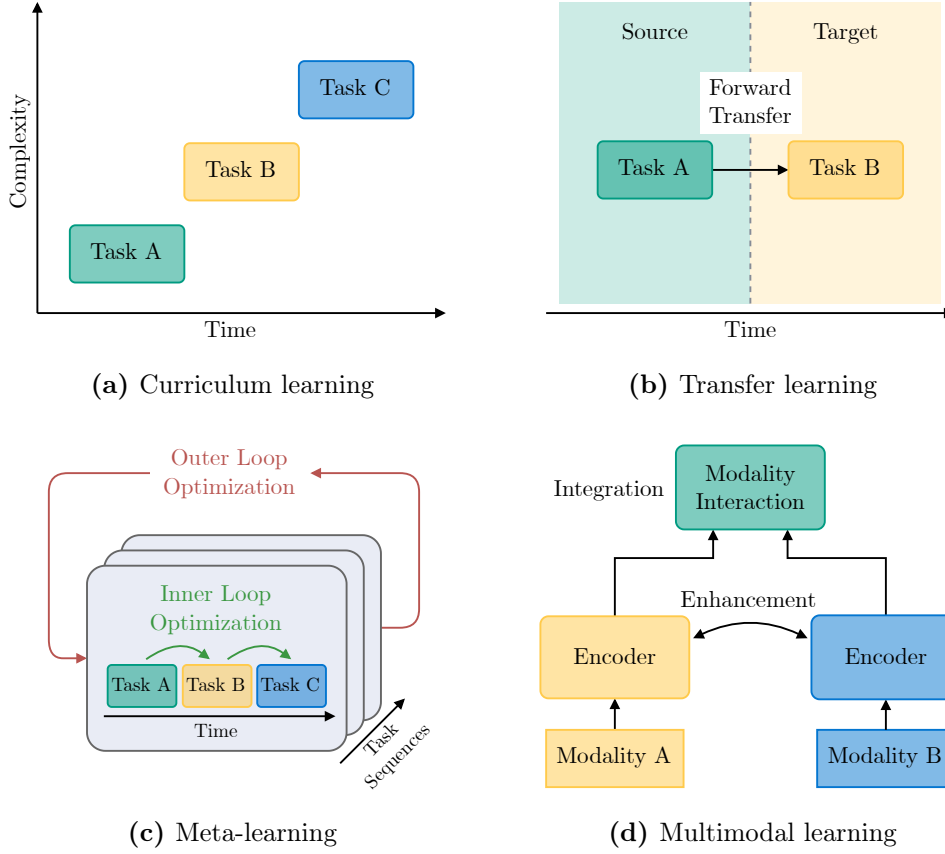 Complexity
Task A
Task B
Task C
Time
(a) Curriculum learning
Source
Target
Forward
Transfer
Task A
Task B
Time
(b) Transfer learning
Outer Loop
Optimization
Inner Loop
Optimization
Task A
Task B
Task C
Time
Task
Sequences
(c) Meta-learning
Modality
Interaction
Integration
Enhancement
Encoder
Encoder
Modality A
Modality B
(d) Multimodal learning